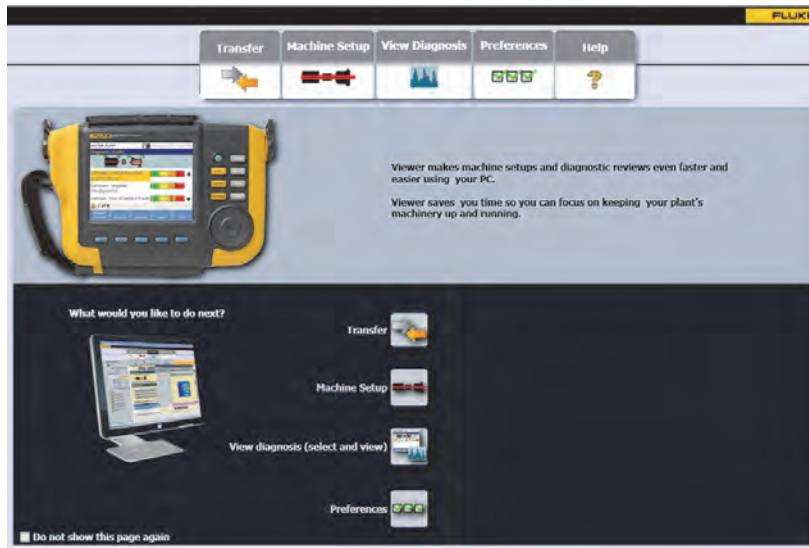 FLUKE
Transfer
Machine Setup
View Diagnosis
Preferences
Help
Viewer makes machine setups and diagnostic reviews even faster and
easier using your PC.
Viewer saves you time so you can focus on keeping your plant's
machinery up and running.
What would you like to do next?
Transfer
Machine Setup
View diagnosis (select and view)
Preferences
Do not show this page again